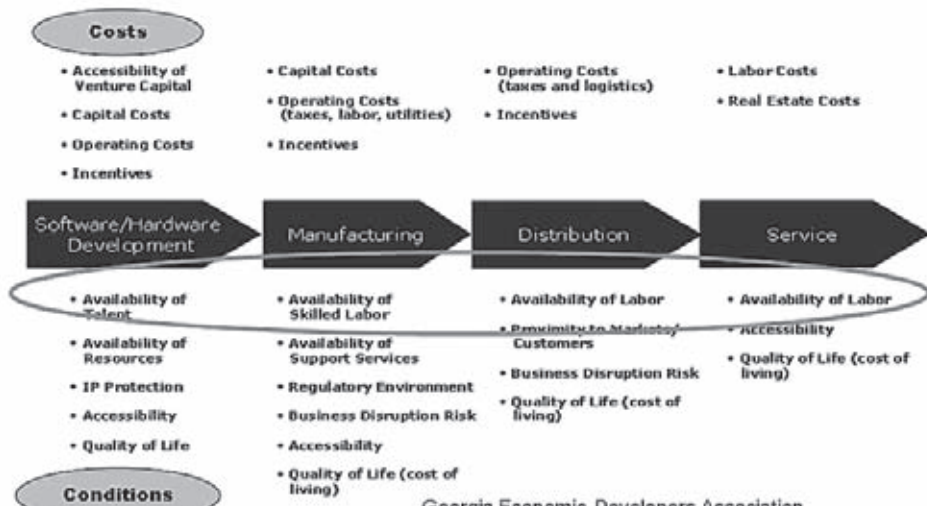 Costs
• Accessibility of
Venture Capital
• Capital Costs
• Operating Costs
• Incentives
• Capital Costs
• Operating Costs
(taxes, labor, utilities)
• Incentives
• Operating Costs
(taxes and logistics)
• Incentives
• Labor Costs
• Real Estate Costs
Software/Hardware
Development
Manufacturing
Distribution
Service
• Availability of
Talent
• Availability of
Resources
• IP Protection
• Accessibility
• Quality of Life
• Availability of
Skilled Labor
• Availability of
Support Services
• Regulatory Environment
• Business Disruption Risk
• Accessibility
• Quality of Life (cost of
living)
• Availability of Labor
• Proximity to Markets/
Customers
• Business Disruption Risk
• Quality of Life (cost of
living)
• Availability of Labor
• Accessibility
• Quality of Life (cost of
living)
Conditions
Georgia Economic Developers Association